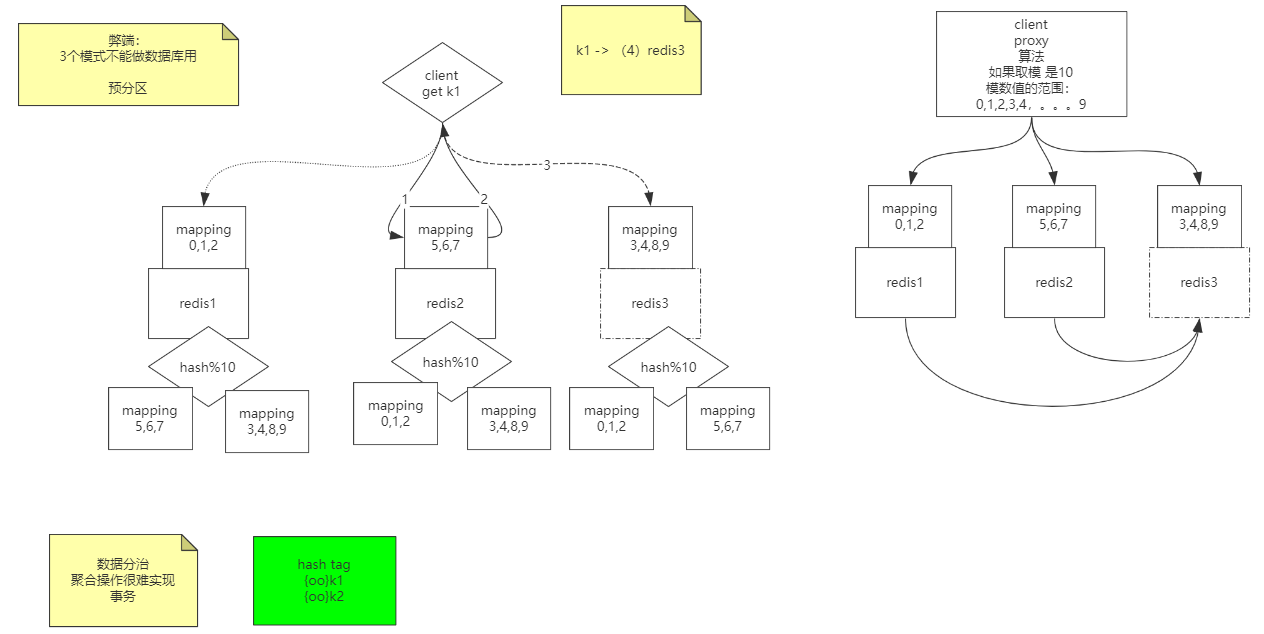 弊端：
3个模式不能做数据库用
预分区
client
get k1
k1 -> （4）redis3
client
proxy
算法
如果取模 是10
模数值的范围：
0,1,2,3,4，。。。9
1
2
3
mapping
0,1,2
redis1
hash%10
mapping
5,6,7
mapping
3,4,8,9
mapping
5,6,7
redis2
hash%10
mapping
0,1,2
mapping
3,4,8,9
mapping
3,4,8,9
redis3
hash%10
mapping
0,1,2
mapping
5,6,7
mapping
0,1,2
redis1
mapping
5,6,7
redis2
mapping
3,4,8,9
redis3
数据分治
聚合操作很难实现
事务
hash tag
{oo}k1
{oo}k2